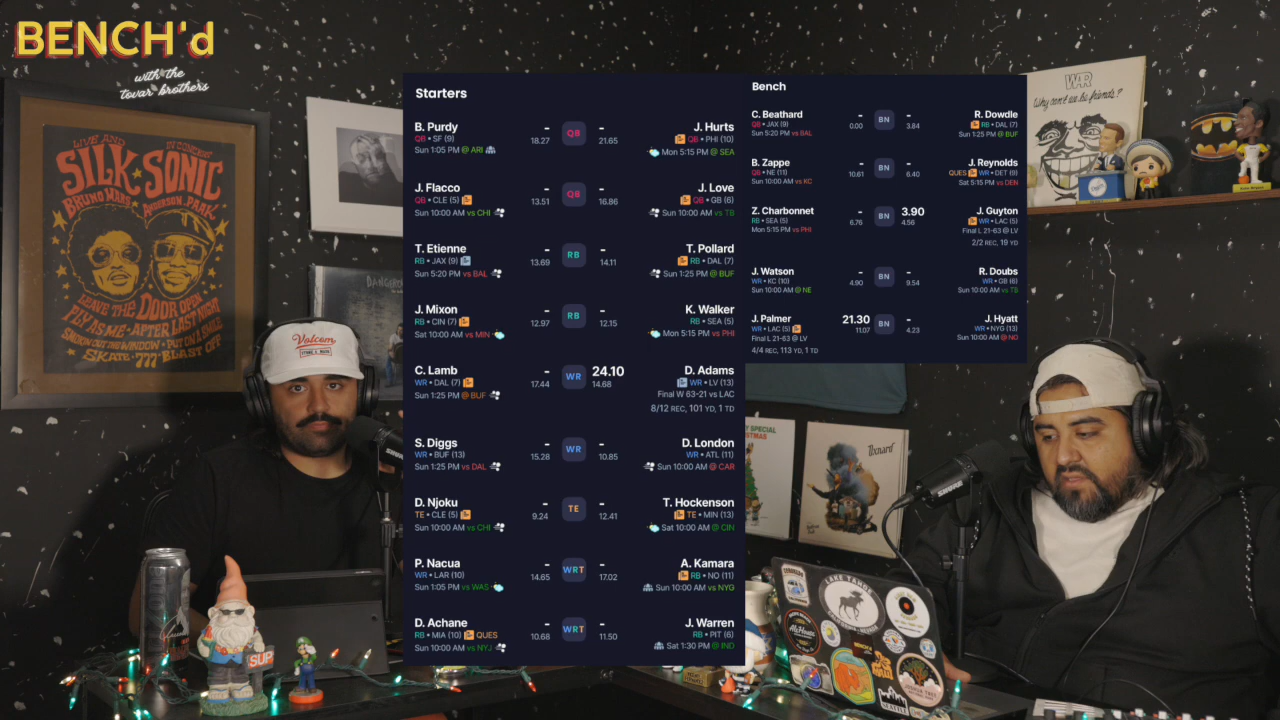 BENCH'd
with the
tovar brothers
LIVE AND
IN CONCERT
SILK SONIC
BRUNO MARS
ANDERSON .PAAK
LEAVE THE DOOR OPEN
FLY AS ME • AFTER LAST NIGHT
SMOKIN OUT THE WINDOW • PUT ON A SMILE
SKATE • 777 • BLAST OFF
Starters
B. Purdy
QB • SF (9)
Sun 1:05 PM @ ARI
-
18.27
QB
-
21.65
J. Hurts
QB • PHI (10)
Mon 5:15 PM @ SEA
J. Flacco
QB • CLE (5)
Sun 10:00 AM vs CHI
-
13.51
QB
-
16.86
J. Love
QB • GB (6)
Sun 10:00 AM vs TB
T. Etienne
RB • JAX (9)
Sun 5:20 PM vs BAL
-
13.69
RB
-
14.11
T. Pollard
RB • DAL (7)
Sun 1:25 PM @ BUF
J. Mixon
RB • CIN (7)
Sat 10:00 AM vs MIN
-
12.97
RB
-
12.15
K. Walker
RB • SEA (5)
Mon 5:15 PM vs PHI
C. Lamb
WR • DAL (7)
Sun 1:25 PM @ BUF
-
17.44
WR
24.10
14.68
D. Adams
WR • LV (13)
Final W 63-21 vs LAC
8/12 REC, 101 YD, 1 TD
S. Diggs
WR • BUF (13)
Sun 1:25 PM vs DAL
-
15.28
WR
-
10.85
D. London
WR • ATL (11)
Sun 10:00 AM @ CAR
D. Njoku
TE • CLE (5)
Sun 10:00 AM vs CHI
-
9.24
TE
-
12.41
T. Hockenson
TE • MIN (13)
Sat 10:00 AM @ CIN
P. Nacua
WR • LAR (10)
Sun 1:05 PM vs WAS
-
14.65
WRT
-
17.02
A. Kamara
RB • NO (11)
Sun 10:00 AM vs NYG
D. Achane
RB • MIA (10) QUES
Sun 10:00 AM vs NYJ
-
10.68
WRT
-
11.50
J. Warren
RB • PIT (6)
Sat 1:30 PM @ IND
Bench
C. Beathard
QB • JAX (9)
Sun 5:20 PM vs BAL
-
0.00
BN
-
3.84
R. Dowdle
RB • DAL (7)
Sun 1:25 PM @ BUF
B. Zappe
QB • NE (11)
Sun 10:00 AM vs KC
-
10.61
BN
-
6.40
J. Reynolds
QUES WR • DET (9)
Sat 5:15 PM vs DEN
Z. Charbonnet
RB • SEA (5)
Mon 5:15 PM vs PHI
-
6.76
BN
3.90
4.56
J. Guyton
WR • LAC (5)
Final L 21-63 @ LV
2/2 REC, 19 YD
J. Watson
WR • KC (10)
Sun 10:00 AM @ NE
-
4.90
BN
-
9.54
R. Doubs
WR • GB (6)
Sun 10:00 AM vs TB
J. Palmer
WR • LAC (5)
Final L 21-63 @ LV
4/4 REC, 113 YD, 1 TD
21.30
11.07
BN
-
4.23
J. Hyatt
WR • NYG (13)
Sun 10:00 AM @ NO
WAR
Why can't we be friends?
Volcom
Oxnard
SHURE
SUP
LAKE TAHOE
JOSHUA TREE
SEATTLE